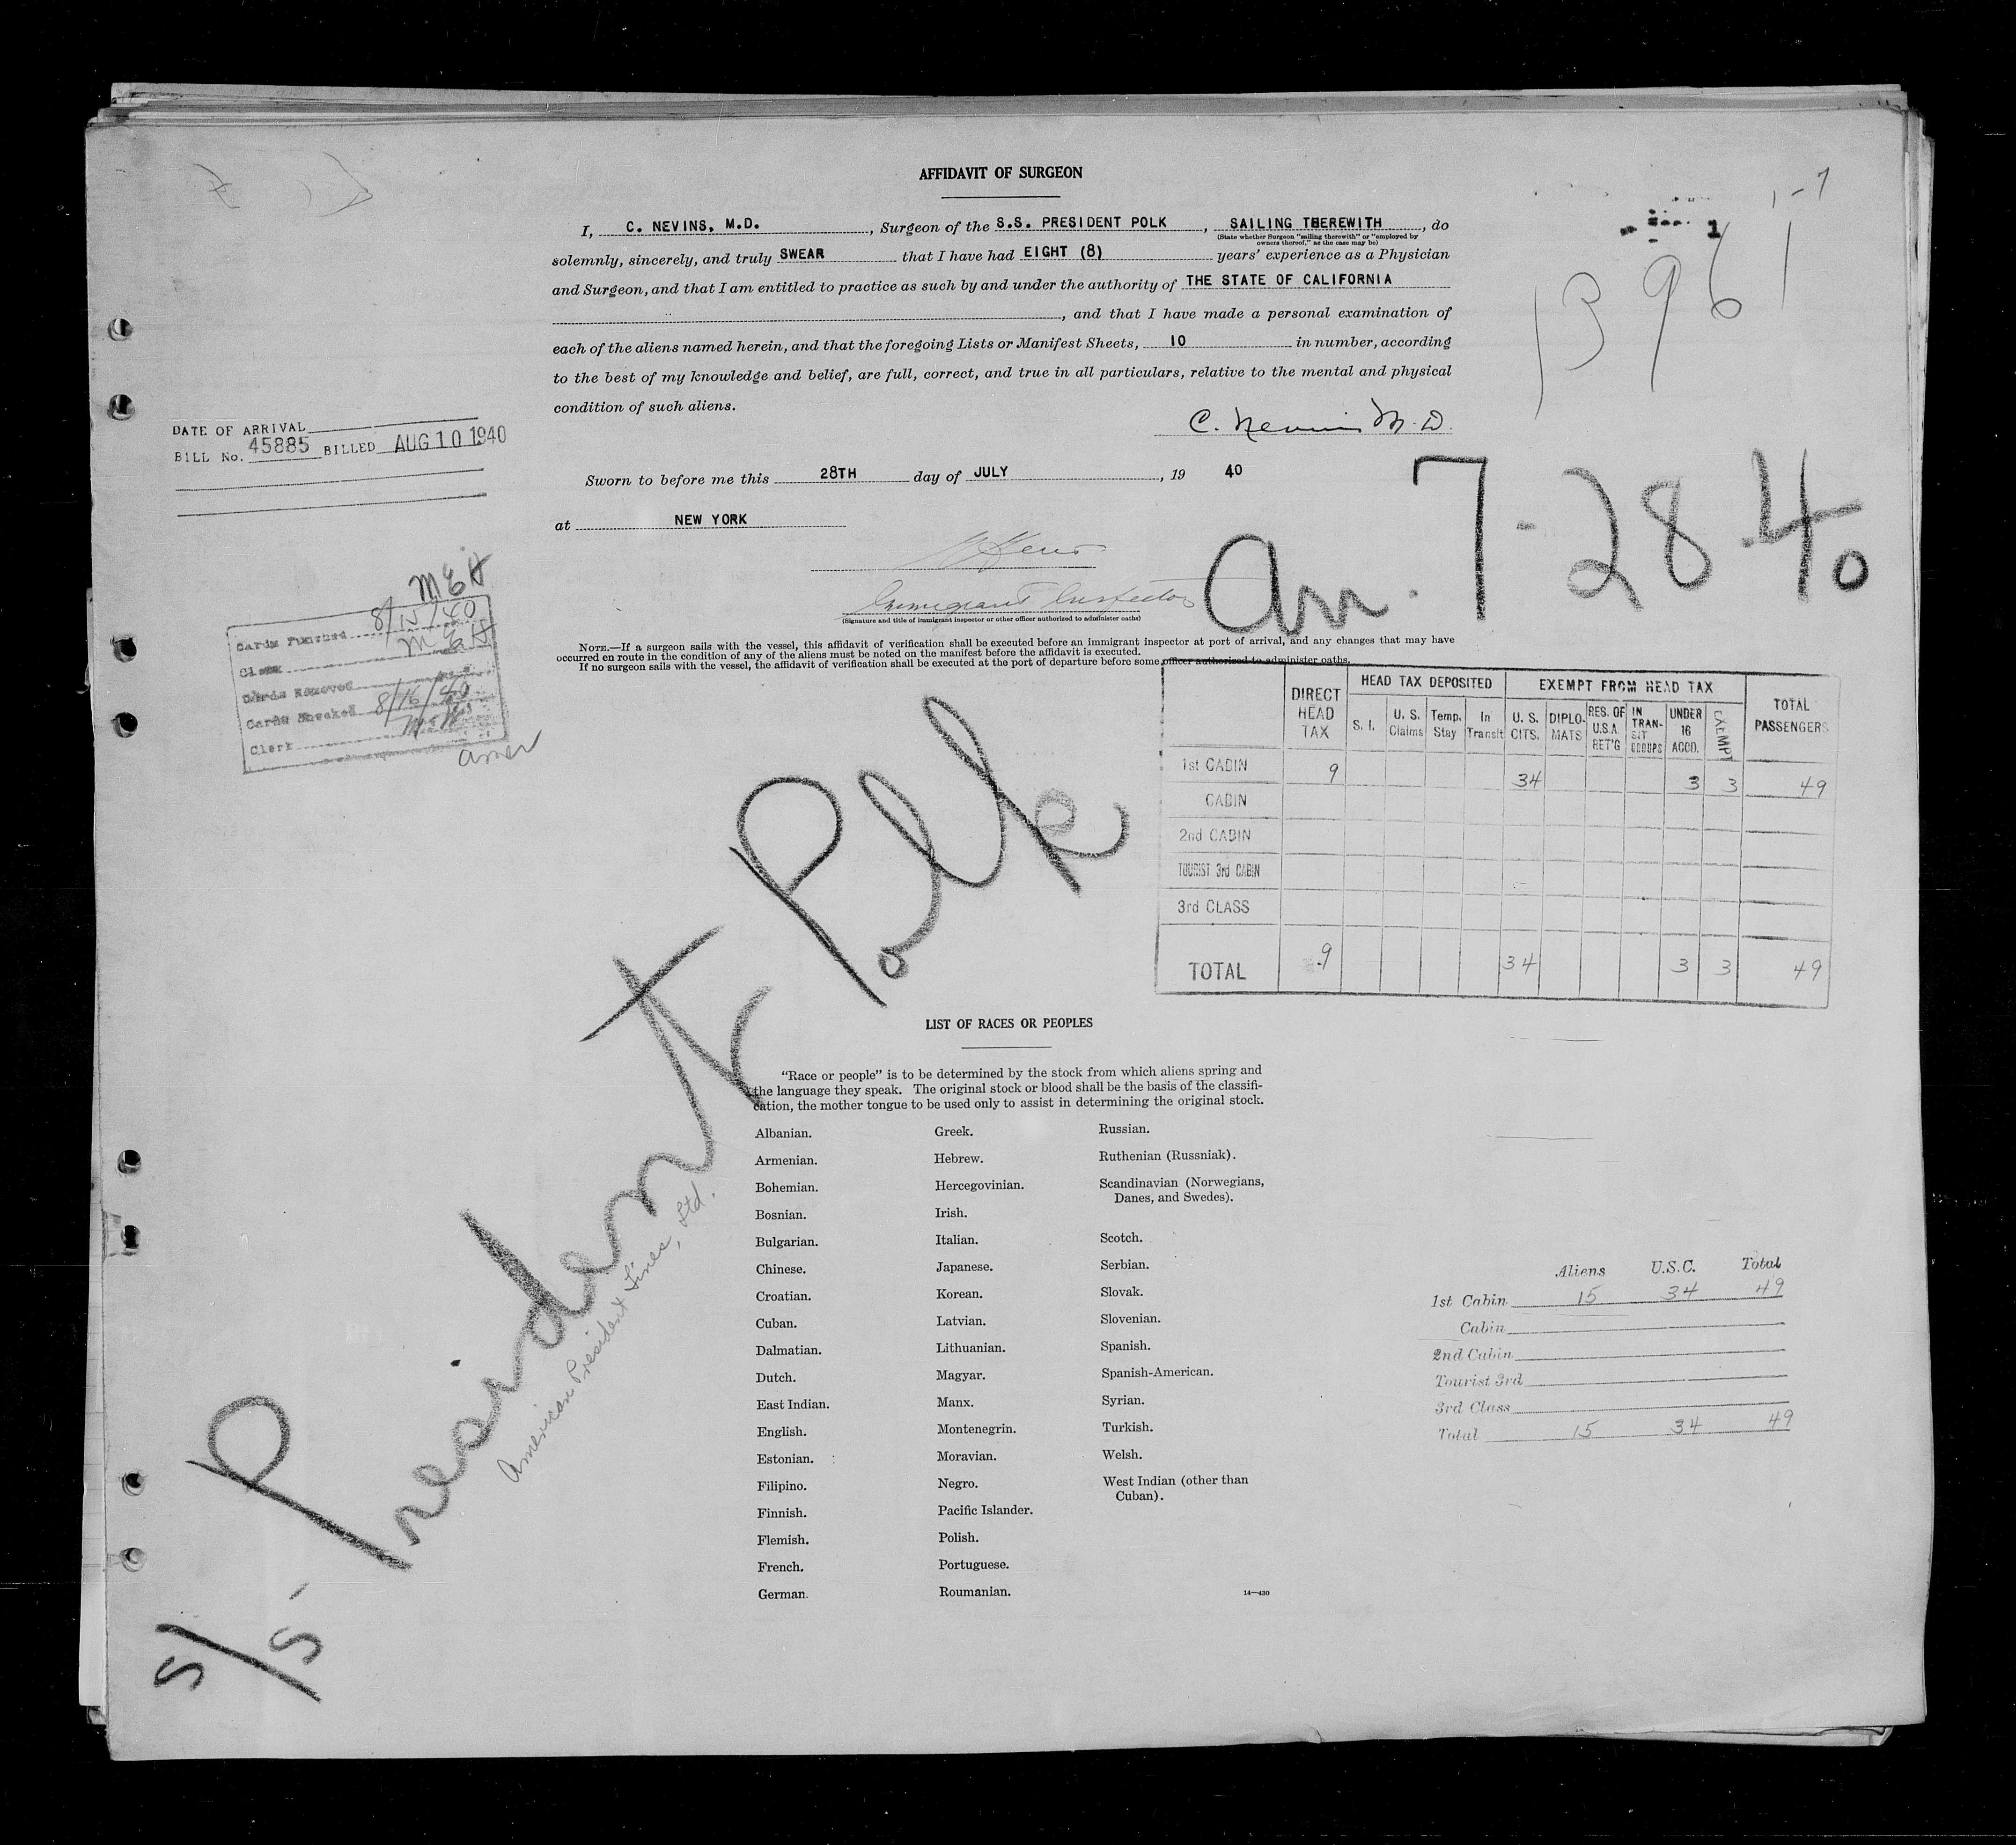 AFFIDAVIT OF SURGEON
I, C. NEVINS, M.D., Surgeon of the S.S. PRESIDENT POLK, SAILING THEREWITH, do
(State whether Surgeon "sailing therewith" or "employed by
owners thereof," as the case may be)
solemnly, sincerely, and truly SWEAR that I have had EIGHT (8) years' experience as a Physician
and Surgeon, and that I am entitled to practice as such by and under the authority of THE STATE OF CALIFORNIA
, and that I have made a personal examination of
each of the aliens named herein, and that the foregoing Lists or Manifest Sheets, 10 in number, according
to the best of my knowledge and belief, are full, correct, and true in all particulars, relative to the mental and physical
condition of such aliens.
C. Nevins M.D.
1-7
1
13961
DATE OF ARRIVAL
BILL No. 45885 BILLED AUG 10 1940
Sworn to before me this 28TH day of JULY, 19 40
at NEW YORK
Immigrant Inspector
(Signature and title of immigrant inspector or other officer authorized to administer oaths)
Arr. 7-28-40
NOTE.—If a surgeon sails with the vessel, this affidavit of verification shall be executed before an immigrant inspector at port of arrival, and any changes that may have
occurred en route in the condition of any of the aliens must be noted on the manifest before the affidavit is executed.
If no surgeon sails with the vessel, the affidavit of verification shall be executed at the port of departure before some officer authorized to administer oaths.
MEH
Cards Punched 8/15/40
Clerk MEH
Cards Removed
Cards Checked 8/16/40
Clerk
DIRECT HEAD TAX
HEAD TAX DEPOSITED
EXEMPT FROM HEAD TAX
TOTAL PASSENGERS
S. I.
U. S. Claims
Temp. Stay
In Transit
U. S. CITS.
DIPLO-MATS
RES. OF U.S.A. RET'G
IN TRAN-SIT GROUPS
UNDER 16 ACCD.
EXEMPT
1st CABIN 9 34 3 3 49
CABIN
2nd CABIN
TOURIST 3rd CABIN
3rd CLASS
TOTAL 9 34 3 3 49
S/S President Polk
American President Lines, Ltd.
LIST OF RACES OR PEOPLES
"Race or people" is to be determined by the stock from which aliens spring and
the language they speak. The original stock or blood shall be the basis of the classifi-
cation, the mother tongue to be used only to assist in determining the original stock.
Albanian.
Armenian.
Bohemian.
Bosnian.
Bulgarian.
Chinese.
Croatian.
Cuban.
Dalmatian.
Dutch.
East Indian.
English.
Estonian.
Filipino.
Finnish.
Flemish.
French.
German.
Greek.
Hebrew.
Hercegovinian.
Irish.
Italian.
Japanese.
Korean.
Latvian.
Lithuanian.
Magyar.
Manx.
Montenegrin.
Moravian.
Negro.
Pacific Islander.
Polish.
Portuguese.
Roumanian.
Russian.
Ruthenian (Russniak).
Scandinavian (Norwegians,
Danes, and Swedes).
Scotch.
Serbian.
Slovak.
Slovenian.
Spanish.
Spanish-American.
Syrian.
Turkish.
Welsh.
West Indian (other than
Cuban).
14—430
Aliens U.S.C. Total
1st Cabin 15 34 49
Cabin
2nd Cabin
Tourist 3rd
3rd Class
Total 15 34 49